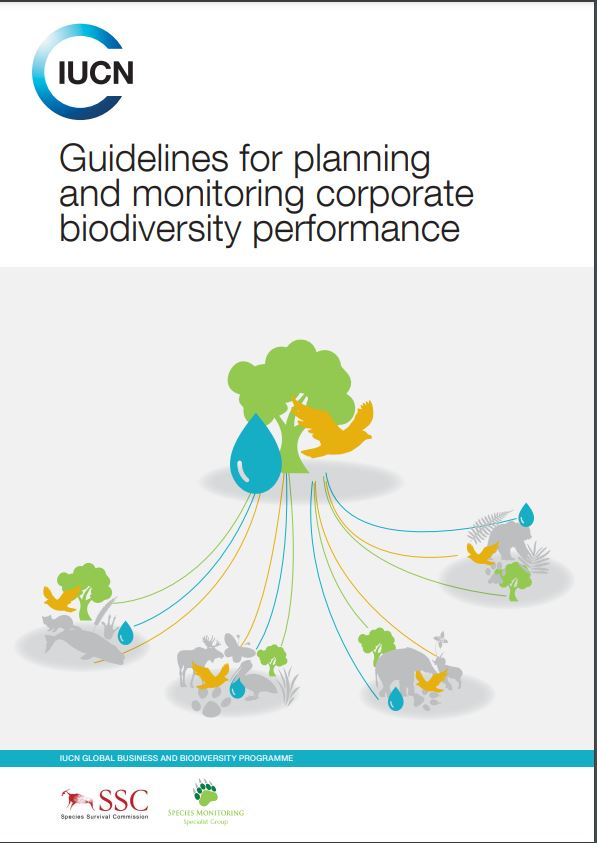 IUCN
Guidelines for planning
and monitoring corporate
biodiversity performance
IUCN GLOBAL BUSINESS AND BIODIVERSITY PROGRAMME
SSC
Species Survival Commission
SPECIES MONITORING
Specialist Group